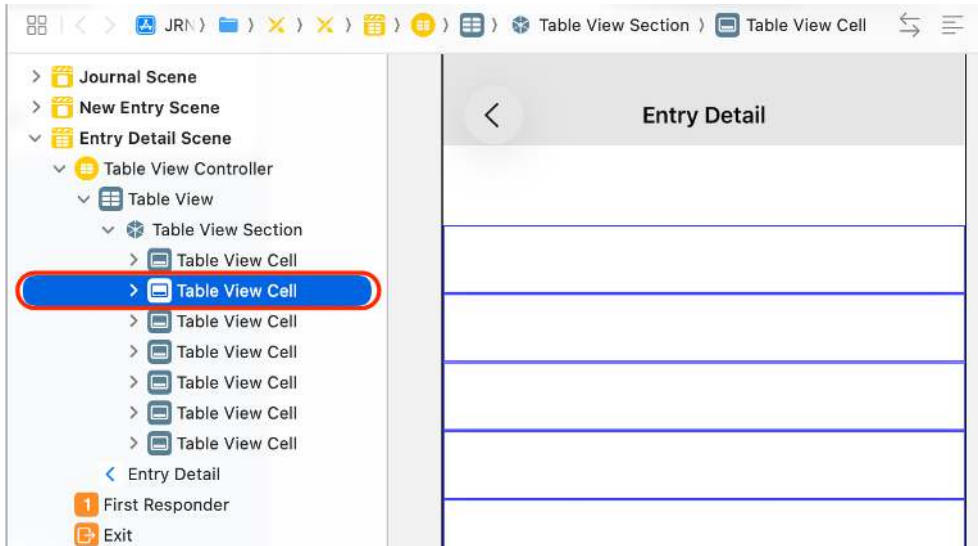 JRN
Table View Section
Table View Cell
Journal Scene
New Entry Scene
Entry Detail Scene
Table View Controller
Table View
Table View Section
Table View Cell
Table View Cell
Table View Cell
Table View Cell
Table View Cell
Table View Cell
Table View Cell
Entry Detail
1 First Responder
Exit
Entry Detail